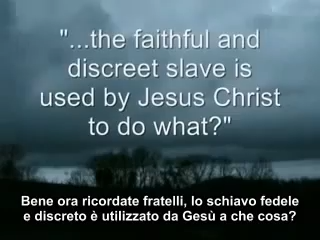 "...the faithful and
discreet slave is
used by Jesus Christ
to do what?"
Bene ora ricordate fratelli, lo schiavo fedele
e discreto è utilizzato da Gesù a che cosa?